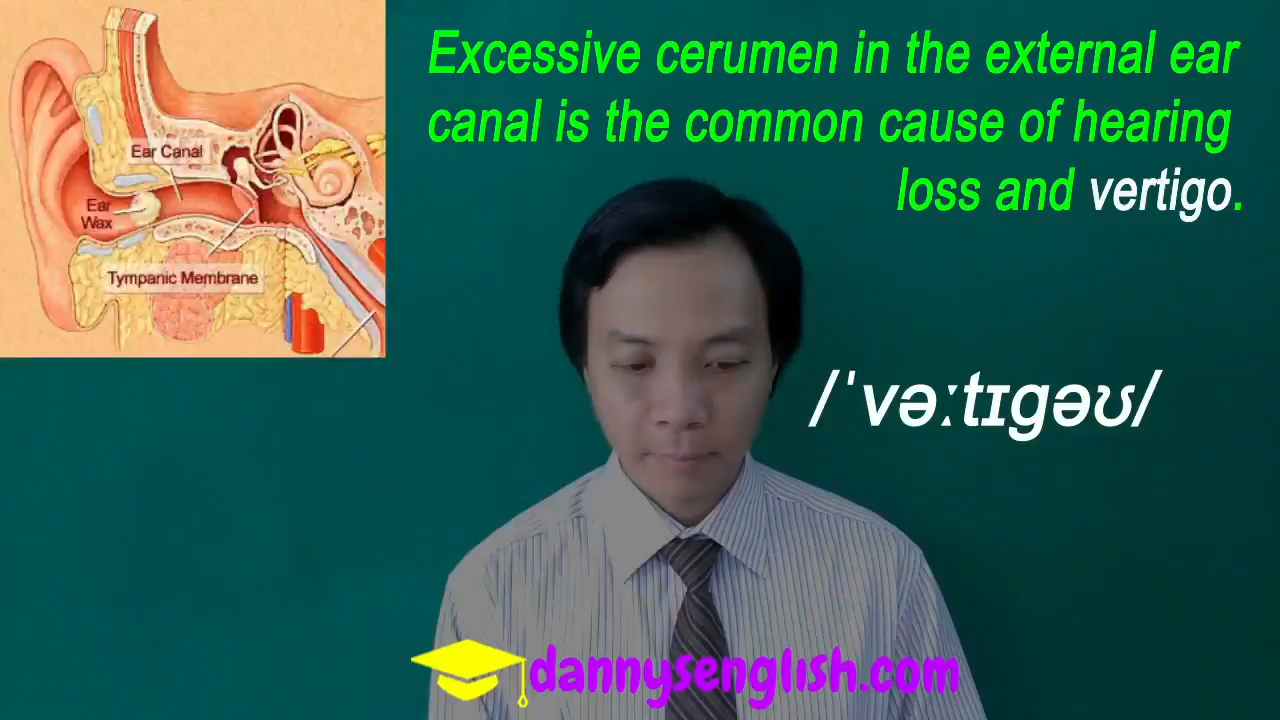 Excessive cerumen in the external ear
canal is the common cause of hearing
loss and vertigo.
Ear Canal
Ear
Wax
Tympanic Membrane
/ˈvəːtɪgəʊ/
dannysenglish.com